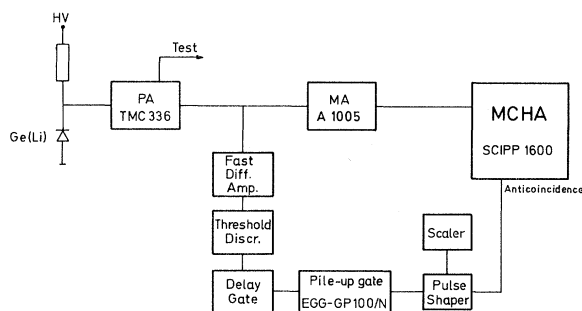 HV
Test
PA
TMC 336
MA
A 1005
MCHA
SCIPP 1600
Ge(Li)
Anticoincidence
Fast
Diff.
Amp.
Threshold
Discr.
Scaler
Delay
Gate
Pile-up gate
EGG-GP100/N
Pulse
Shaper